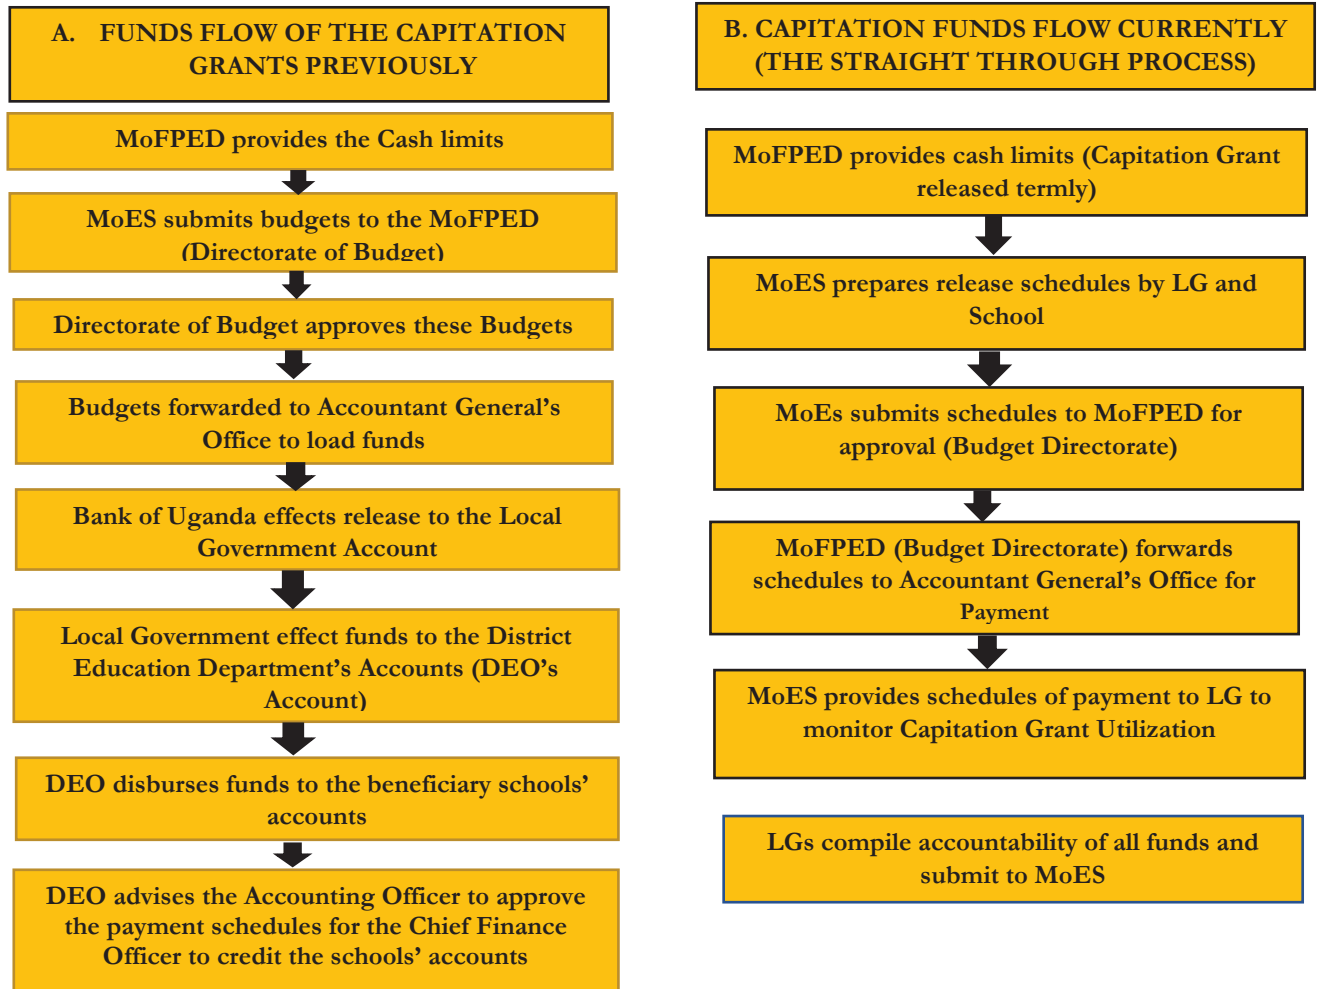 A. FUNDS FLOW OF THE CAPITATION
GRANTS PREVIOUSLY
MoFPED provides the Cash limits
MoES submits budgets to the MoFPED
(Directorate of Budget)
Directorate of Budget approves these Budgets
Budgets forwarded to Accountant General's
Office to load funds
Bank of Uganda effects release to the Local
Government Account
Local Government effect funds to the District
Education Department's Accounts (DEO's
Account)
DEO disburses funds to the beneficiary schools'
accounts
DEO advises the Accounting Officer to approve
the payment schedules for the Chief Finance
Officer to credit the schools' accounts
B. CAPITATION FUNDS FLOW CURRENTLY
(THE STRAIGHT THROUGH PROCESS)
MoFPED provides cash limits (Capitation Grant
released termly)
MoES prepares release schedules by LG and
School
MoEs submits schedules to MoFPED for
approval (Budget Directorate)
MoFPED (Budget Directorate) forwards
schedules to Accountant General's Office for
Payment
MoES provides schedules of payment to LG to
monitor Capitation Grant Utilization
LGs compile accountability of all funds and
submit to MoES